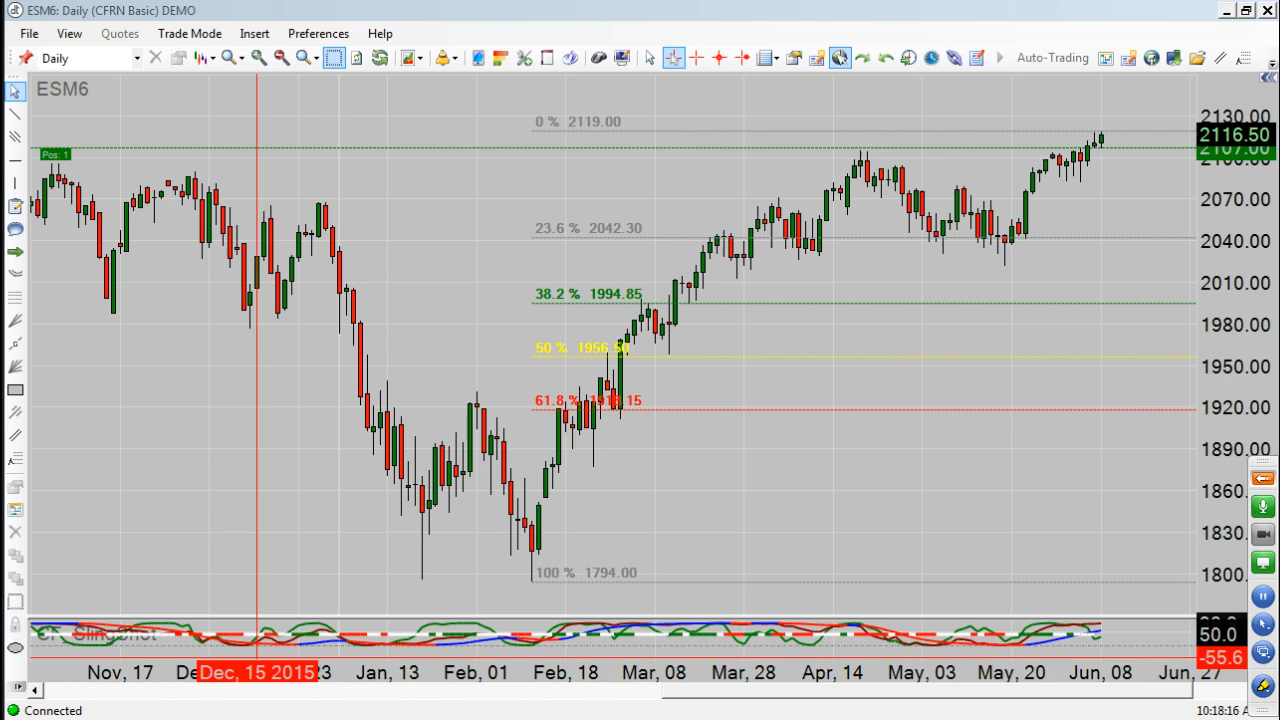 ESM6: Daily (CFRN Basic) DEMO
File View Quotes Trade Mode Insert Preferences Help
Daily
Auto-Trading
ESM6
Pos: 1
0 % 2119.00
23.6 % 2042.30
38.2 % 1994.85
50 % 1956.50
61.8 % 1918.15
100 % 1794.00
2130.00
2116.50
2107.00
2070.00
2040.00
2010.00
1980.00
1950.00
1920.00
1890.00
1860.
1830.
1800.
CF SlingShot
50.0
-55.6
Nov, 17 Dec, 15 2015 Jan, 13 Feb, 01 Feb, 18 Mar, 08 Mar, 28 Apr, 14 May, 03 May, 20 Jun, 08 Jun, 27
Connected
10:18:16